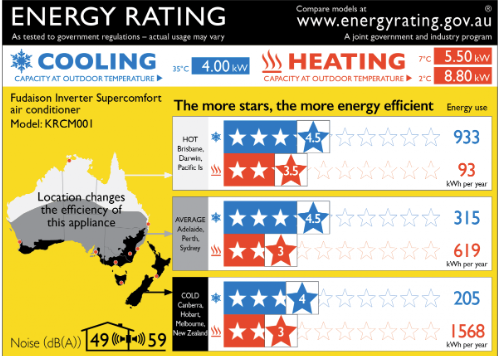 ENERGY RATING
As tested to government regulations – actual usage may vary
Compare models at
www.energyrating.gov.au
A joint government and industry program
COOLING
CAPACITY AT OUTDOOR TEMPERATURE
35°C 4.00 kW
HEATING
CAPACITY AT OUTDOOR TEMPERATURE
7°C 5.50 kW
2°C 8.80 kW
Fudaison Inverter Supercomfort
air conditioner
Model: KRCM001
The more stars, the more energy efficient
Energy use
HOT
Brisbane,
Darwin,
Pacific Is
4.5
933
3.5
93
kWh per year
Location changes
the efficiency of
this appliance
AVERAGE
Adelaide,
Perth,
Sydney
4.5
315
3
619
kWh per year
COLD
Canberra,
Hobart,
Melbourne,
New Zealand
4
205
3
1568
kWh per year
Noise (dB(A)) 49 59